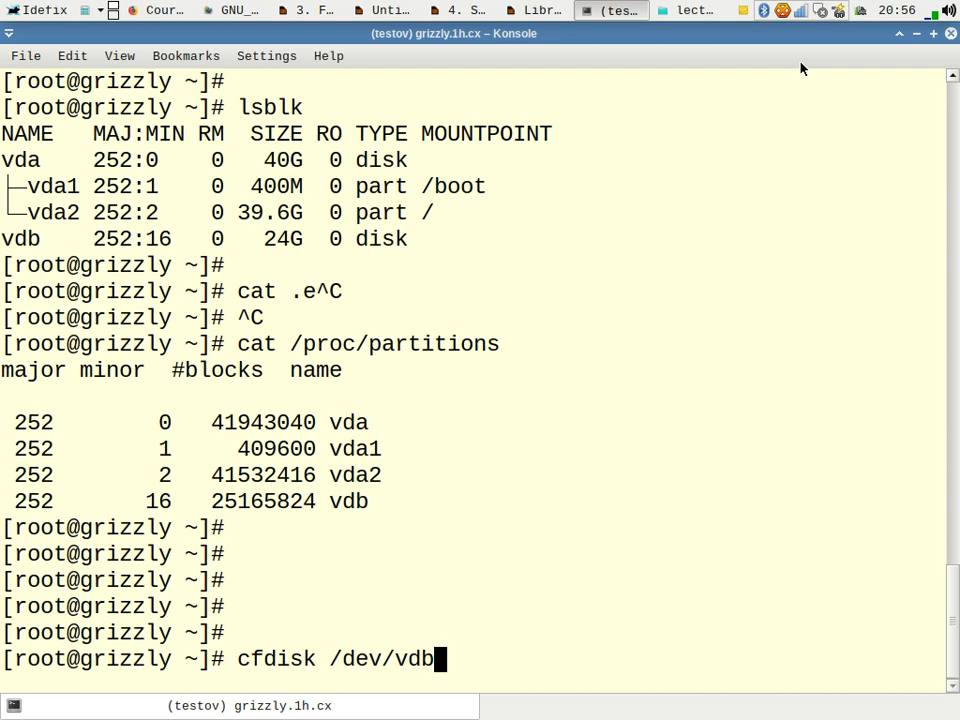 Idefix Cour... GNU_... 3. F... Unti... 4. S... Libr... (tes... lect... 20:56
(testov) grizzly.1h.cx – Konsole
File Edit View Bookmarks Settings Help
[root@grizzly ~]#
[root@grizzly ~]# lsblk
NAME   MAJ:MIN RM  SIZE RO TYPE MOUNTPOINT
vda    252:0    0   40G  0 disk
├─vda1 252:1    0  400M  0 part /boot
└─vda2 252:2    0 39.6G  0 part /
vdb    252:16   0   24G  0 disk
[root@grizzly ~]#
[root@grizzly ~]# cat .e^C
[root@grizzly ~]# ^C
[root@grizzly ~]# cat /proc/partitions
major minor  #blocks  name
 252        0   41943040 vda
 252        1     409600 vda1
 252        2   41532416 vda2
 252       16   25165824 vdb
[root@grizzly ~]#
[root@grizzly ~]#
[root@grizzly ~]#
[root@grizzly ~]#
[root@grizzly ~]#
[root@grizzly ~]# cfdisk /dev/vdb
(testov) grizzly.1h.cx